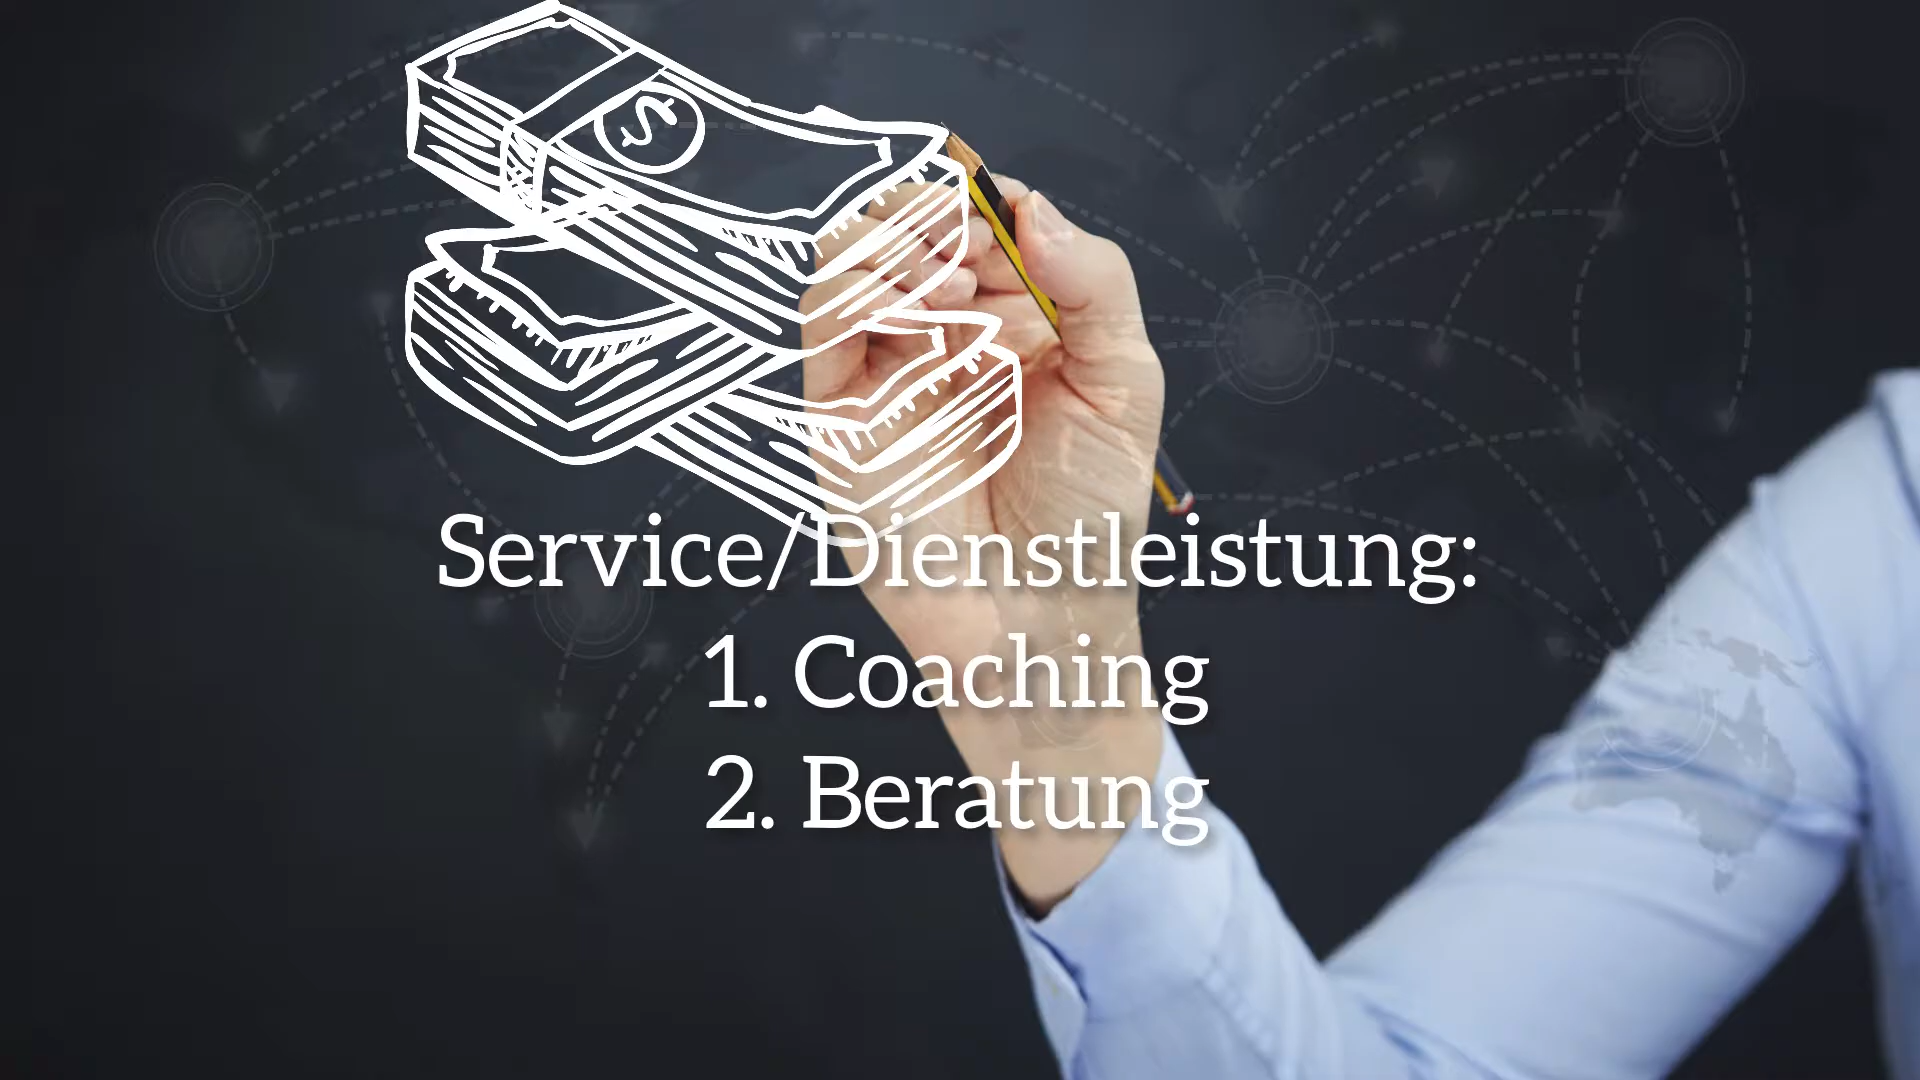 $
Service/Dienstleistung:
1. Coaching
2. Beratung